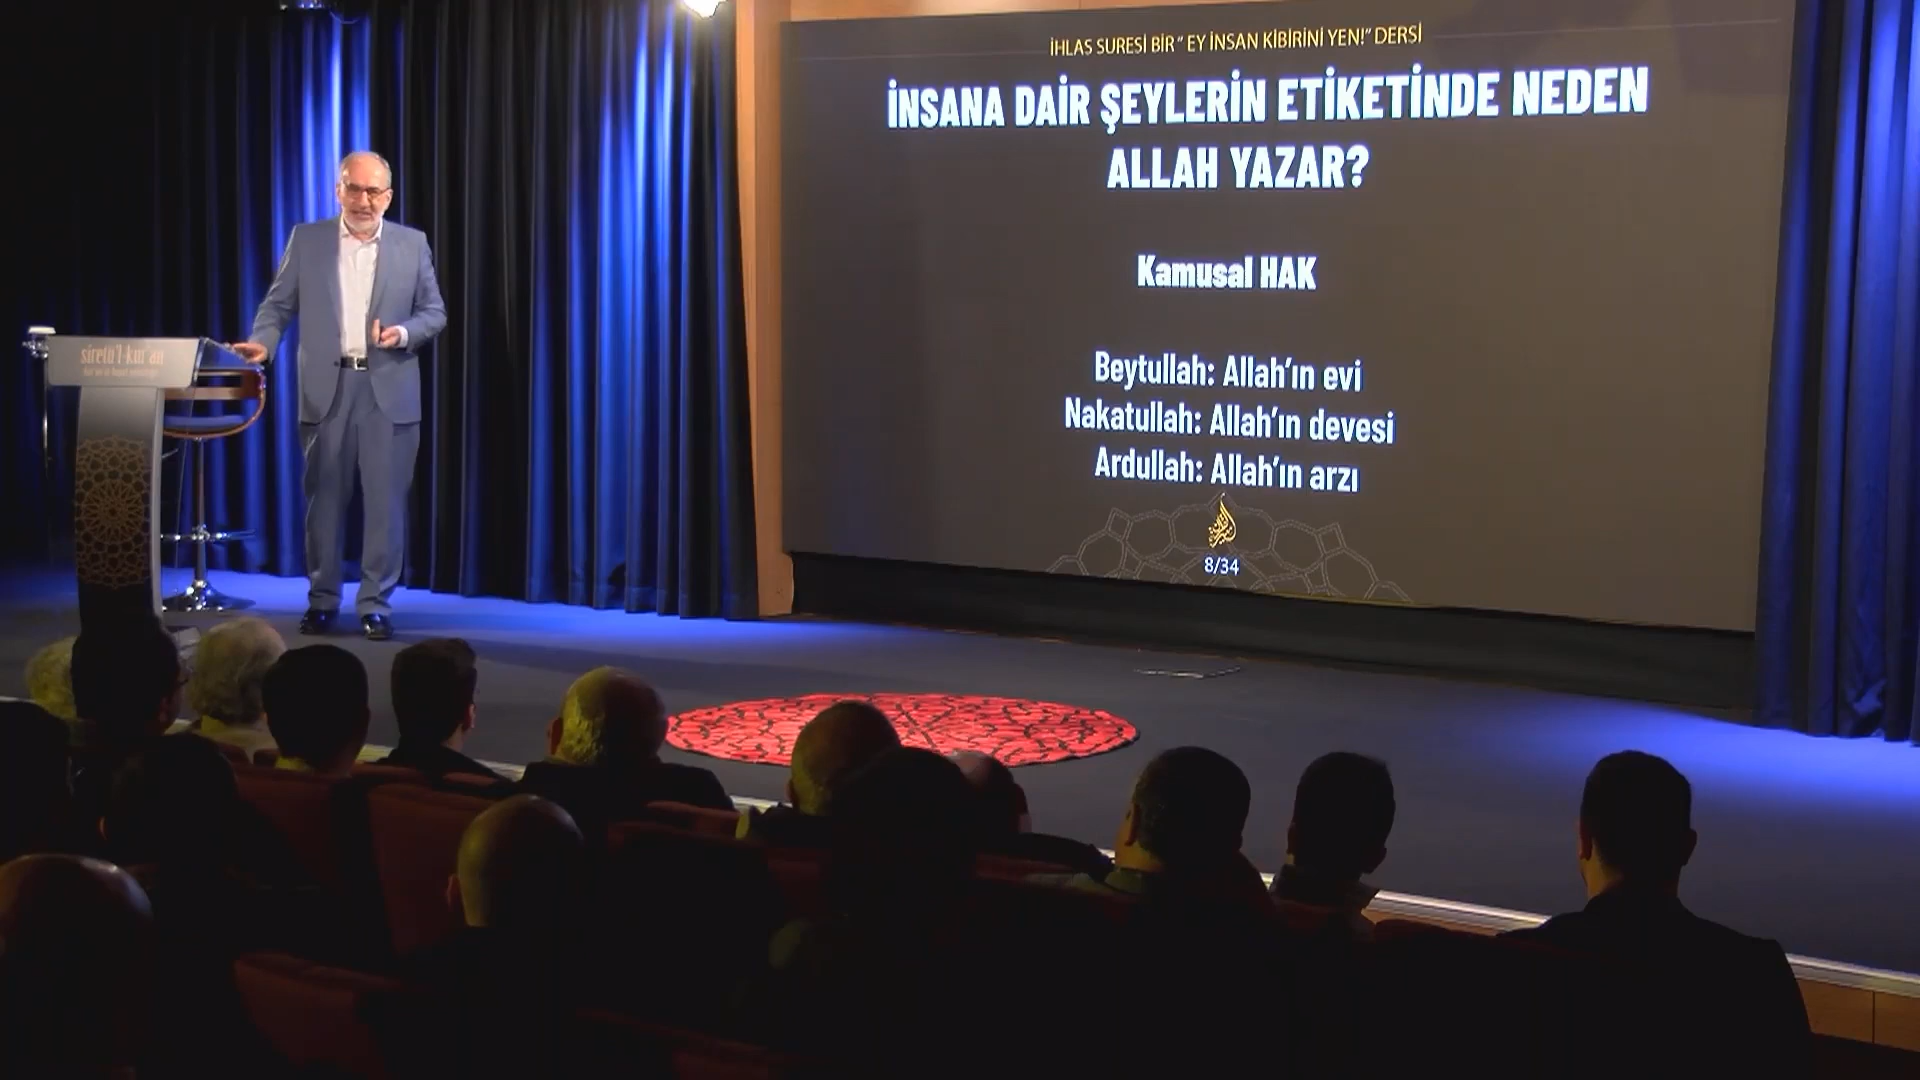 İHLAS SURESİ BİR “ EY İNSAN KİBİRİNİ YEN!” DERSİ
İNSANA DAİR ŞEYLERİN ETİKETİNDE NEDEN
ALLAH YAZAR?
Kamusal HAK
Beytullah: Allah’ın evi
Nakatullah: Allah’ın devesi
Ardullah: Allah’ın arzı
8/34
siretü'l-kur'an